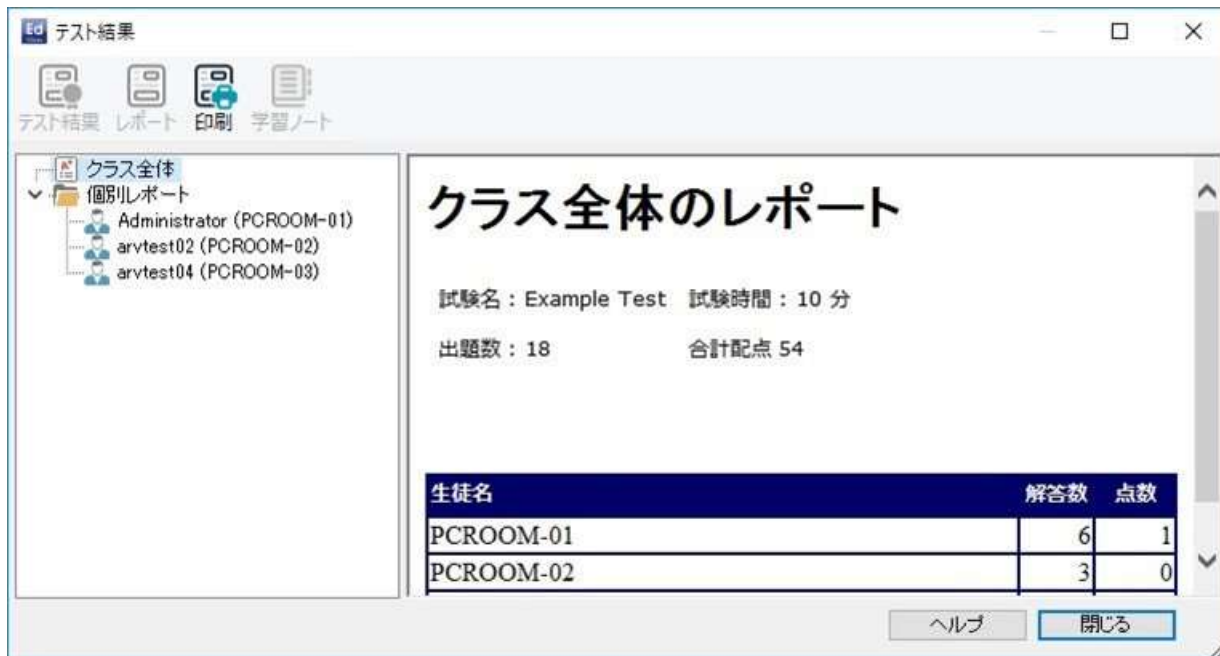 Ed テスト結果
テスト結果 レポート 印刷 学習ノート
クラス全体
個別レポート
Administrator (PCROOM-01)
arvtest02 (PCROOM-02)
arvtest04 (PCROOM-03)
クラス全体のレポート
試験名 : Example Test 試験時間 : 10 分
出題数 : 18 合計配点 54
生徒名 解答数 点数
PCROOM-01 6 1
PCROOM-02 3 0
ヘルプ 閉じる